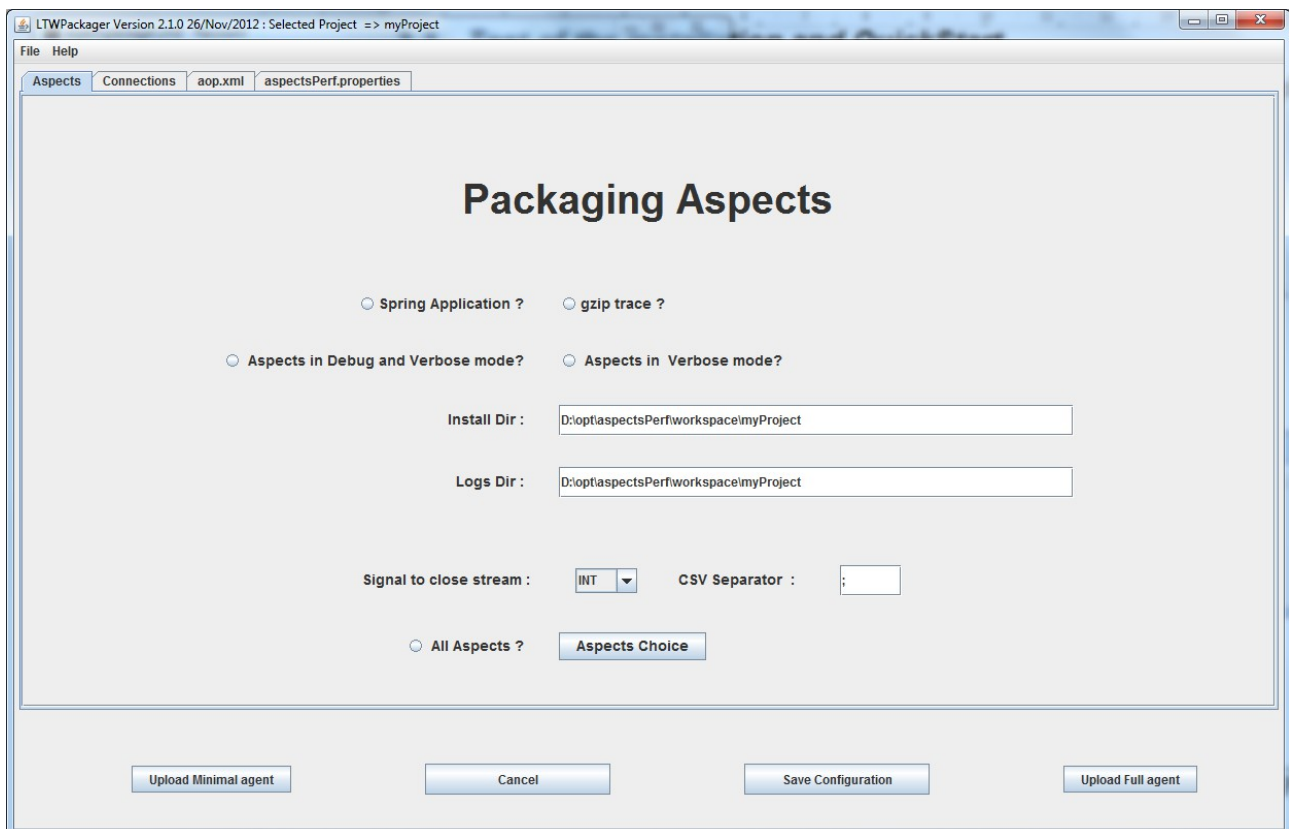 LTWPackager Version 2.1.0 26/Nov/2012 : Selected Project => myProject
File Help
Aspects Connections aop.xml aspectsPerf.properties
Packaging Aspects
Spring Application ? gzip trace ?
Aspects in Debug and Verbose mode? Aspects in Verbose mode?
Install Dir : D:\opt\aspectsPerf\workspace\myProject
Logs Dir : D:\opt\aspectsPerf\workspace\myProject
Signal to close stream : INT CSV Separator : ;
All Aspects ? Aspects Choice
Upload Minimal agent Cancel Save Configuration Upload Full agent